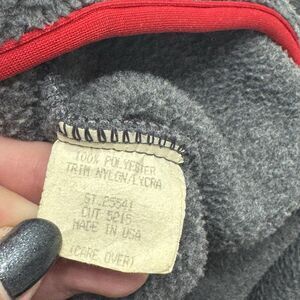 100% POLYESTER
TRIM NYLON/LYCRA
ST.25541
CUT 5215
MADE IN USA
(CARE OVER)